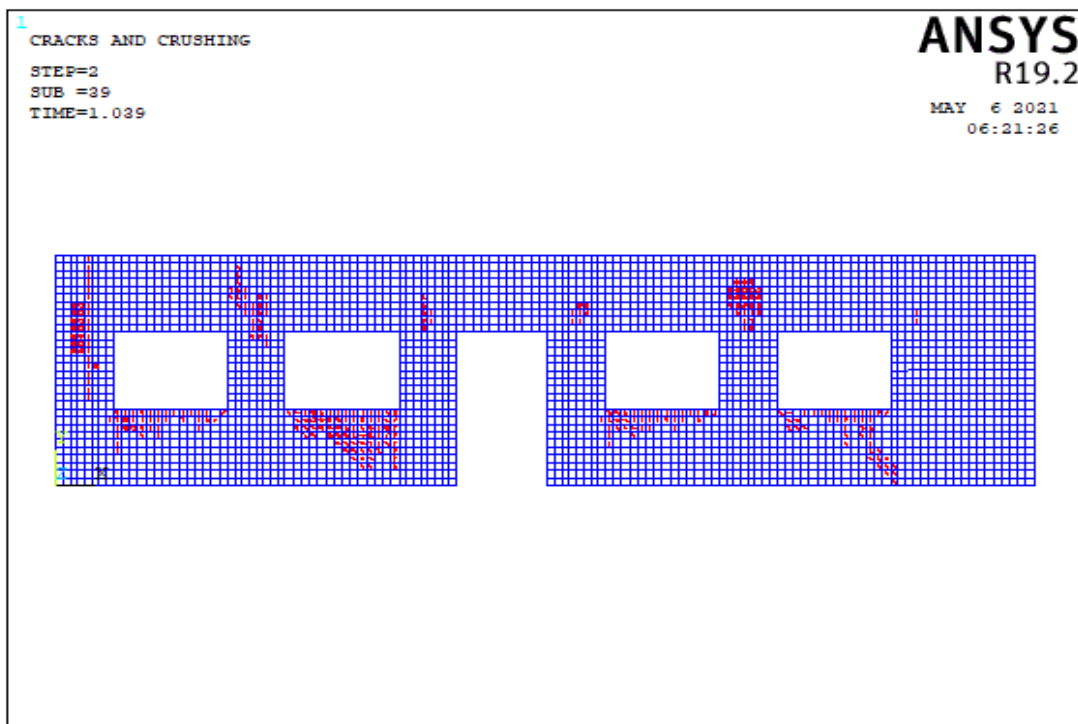 1
CRACKS AND CRUSHING
STEP=2
SUB =39
TIME=1.039
ANSYS
R19.2
MAY 6 2021
06:21:26
Y
Z X